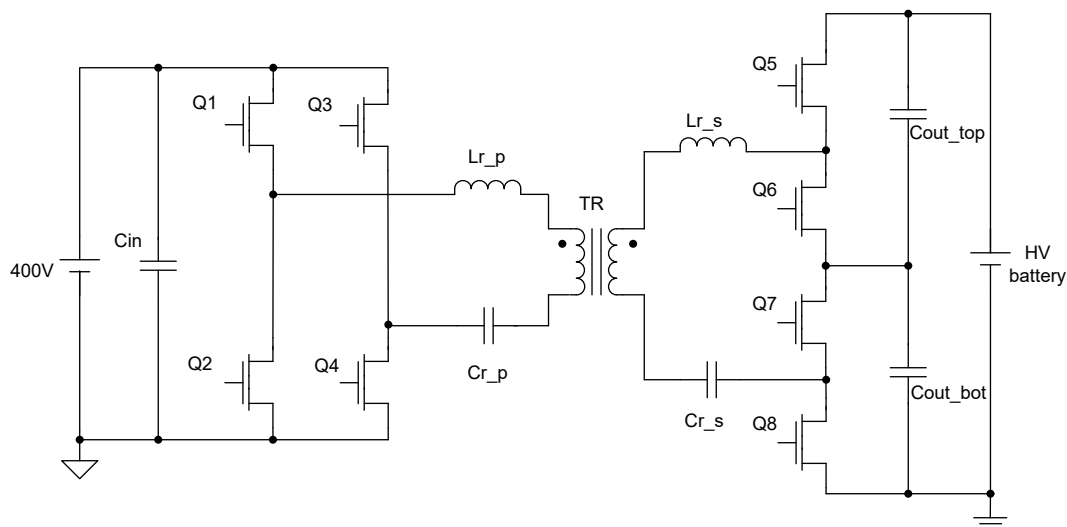 Q5
Q1
Q3
Lr_s
Cout_top
Lr_p
Q6
TR
Cin
HV
battery
400V
Q7
Q2
Q4
Cr_p
Cout_bot
Cr_s
Q8